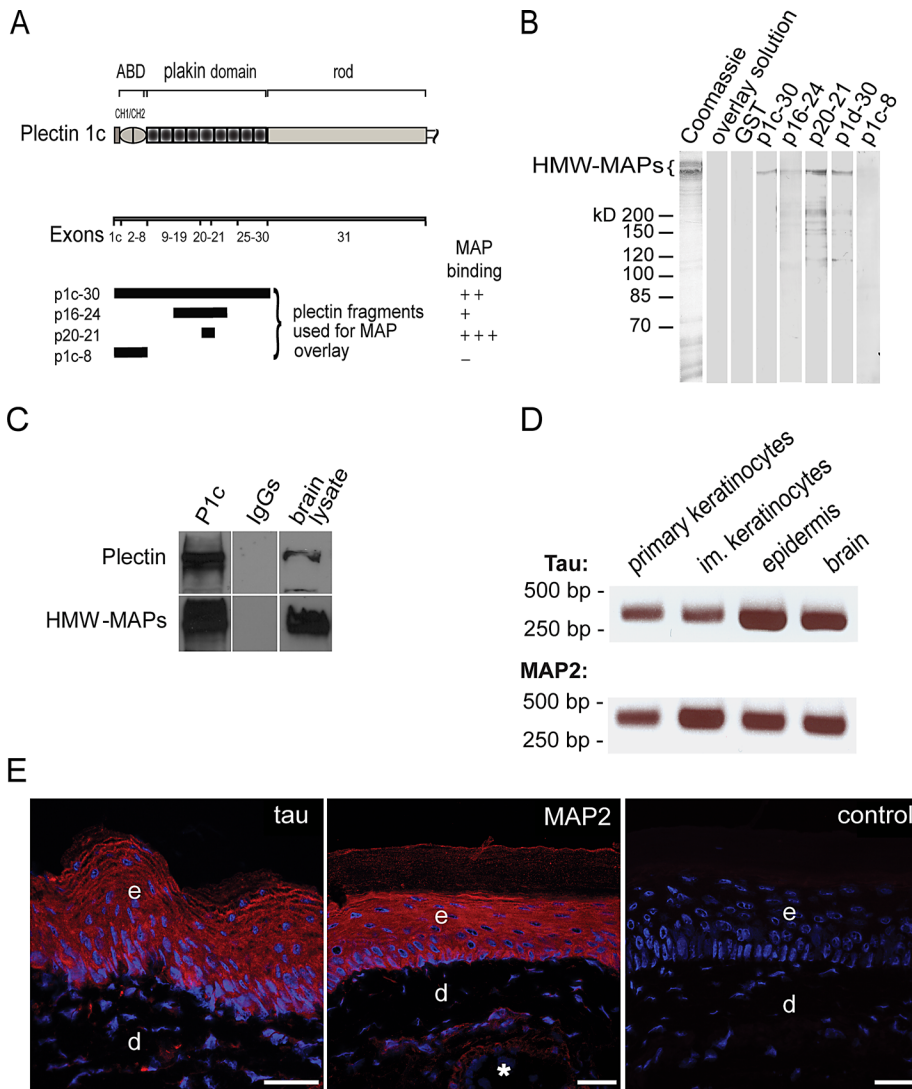 A
ABD plakin domain rod
CH1/CH2
Plectin 1c
Exons
1c 2-8 9-19 20-21 25-30 31
MAP
binding
p1c-30 ++
p16-24 +
p20-21 +++
p1c-8 –
plectin fragments
used for MAP
overlay
B
Coomassie
overlay solution
GST
p1c-30
p16-24
p20-21
p1d-30
p1c-8
HMW-MAPs {
kD 200
150
120
100
85
70
C
P1c
IgGs
brain
lysate
Plectin
HMW-MAPs
D
primary keratinocytes
im. keratinocytes
epidermis
brain
Tau:
500 bp -
250 bp -
MAP2:
500 bp -
250 bp -
E
tau
e
d
MAP2
e
d
*
control
e
d